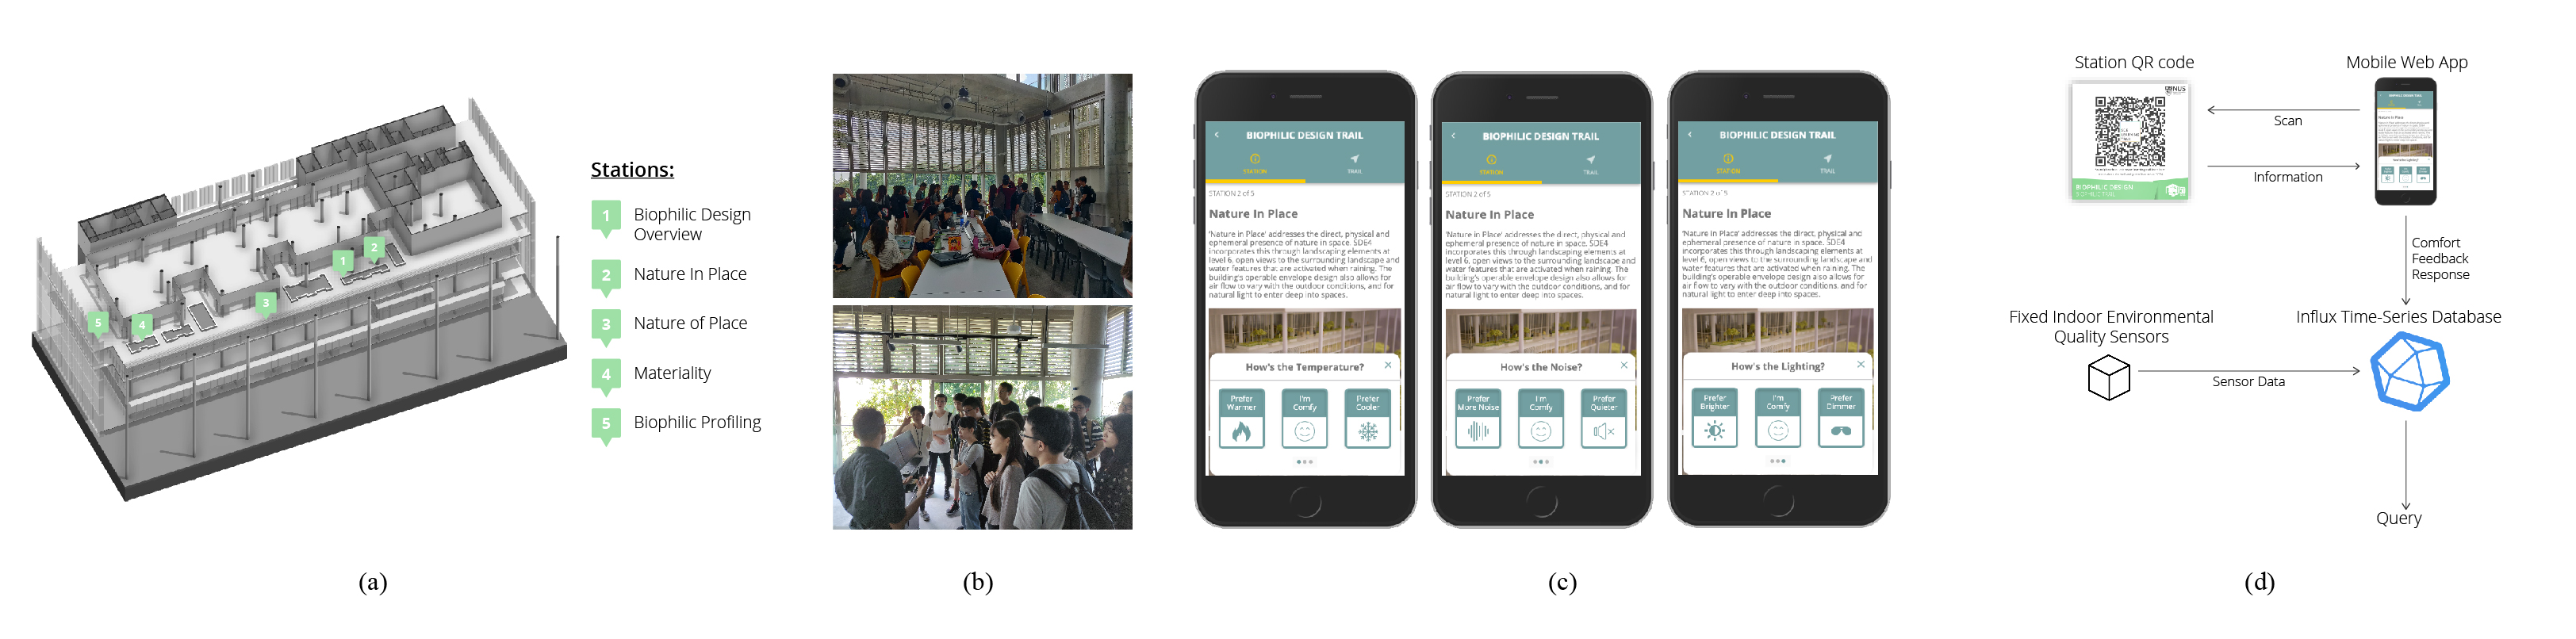 Stations:
1 Biophilic Design
Overview
2 Nature In Place
3 Nature of Place
4 Materiality
5 Biophilic Profiling
1
2
3
4
5
(a)
(b)
BIOPHILIC DESIGN TRAIL
STATION
TRAIL
STATION 2 of 5
Nature In Place
'Nature in Place' addresses the direct, physical and
ephemeral presence of nature in space. SDE4
incorporates this through landscaping elements at
level 6, open views to the surrounding landscape and
water features that are activated when raining. The
building's operable envelope design also allows for
air flow to vary with the outdoor conditions, and for
natural light to enter deep into spaces.
How's the Temperature?
Prefer
Warmer
I'm
Comfy
Prefer
Cooler
BIOPHILIC DESIGN TRAIL
STATION
TRAIL
STATION 2 of 5
Nature In Place
'Nature in Place' addresses the direct, physical and
ephemeral presence of nature in space. SDE4
incorporates this through landscaping elements at
level 6, open views to the surrounding landscape and
water features that are activated when raining. The
building's operable envelope design also allows for
air flow to vary with the outdoor conditions, and for
natural light to enter deep into spaces.
How's the Noise?
Prefer
More Noise
I'm
Comfy
Prefer
Quieter
BIOPHILIC DESIGN TRAIL
STATION
TRAIL
STATION 2 of 5
Nature In Place
'Nature in Place' addresses the direct, physical and
ephemeral presence of nature in space. SDE4
incorporates this through landscaping elements at
level 6, open views to the surrounding landscape and
water features that are activated when raining. The
building's operable envelope design also allows for
air flow to vary with the outdoor conditions, and for
natural light to enter deep into spaces.
How's the Lighting?
Prefer
Brighter
I'm
Comfy
Prefer
Dimmer
(c)
Station QR code
Mobile Web App
NUS
BIOPHILIC DESIGN
Scan
Information
Nature In Place
Comfort
Feedback
Response
Fixed Indoor Environmental
Quality Sensors
Influx Time-Series Database
Sensor Data
Query
(d)